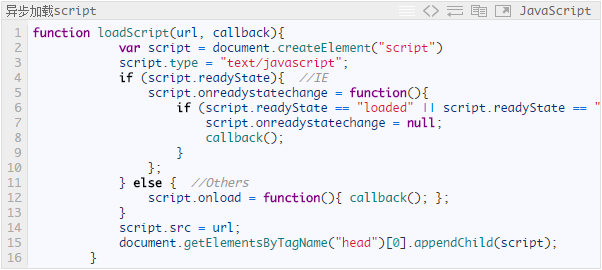 异步加载script
JavaScript
1 function loadScript(url, callback){
2 var script = document.createElement("script")
3 script.type = "text/javascript";
4 if (script.readyState){ //IE
5 script.onreadystatechange = function(){
6 if (script.readyState == "loaded" || script.readyState == "
7 script.onreadystatechange = null;
8 callback();
9 }
10 };
11 } else { //Others
12 script.onload = function(){ callback(); };
13 }
14 script.src = url;
15 document.getElementsByTagName("head")[0].appendChild(script);
16 }